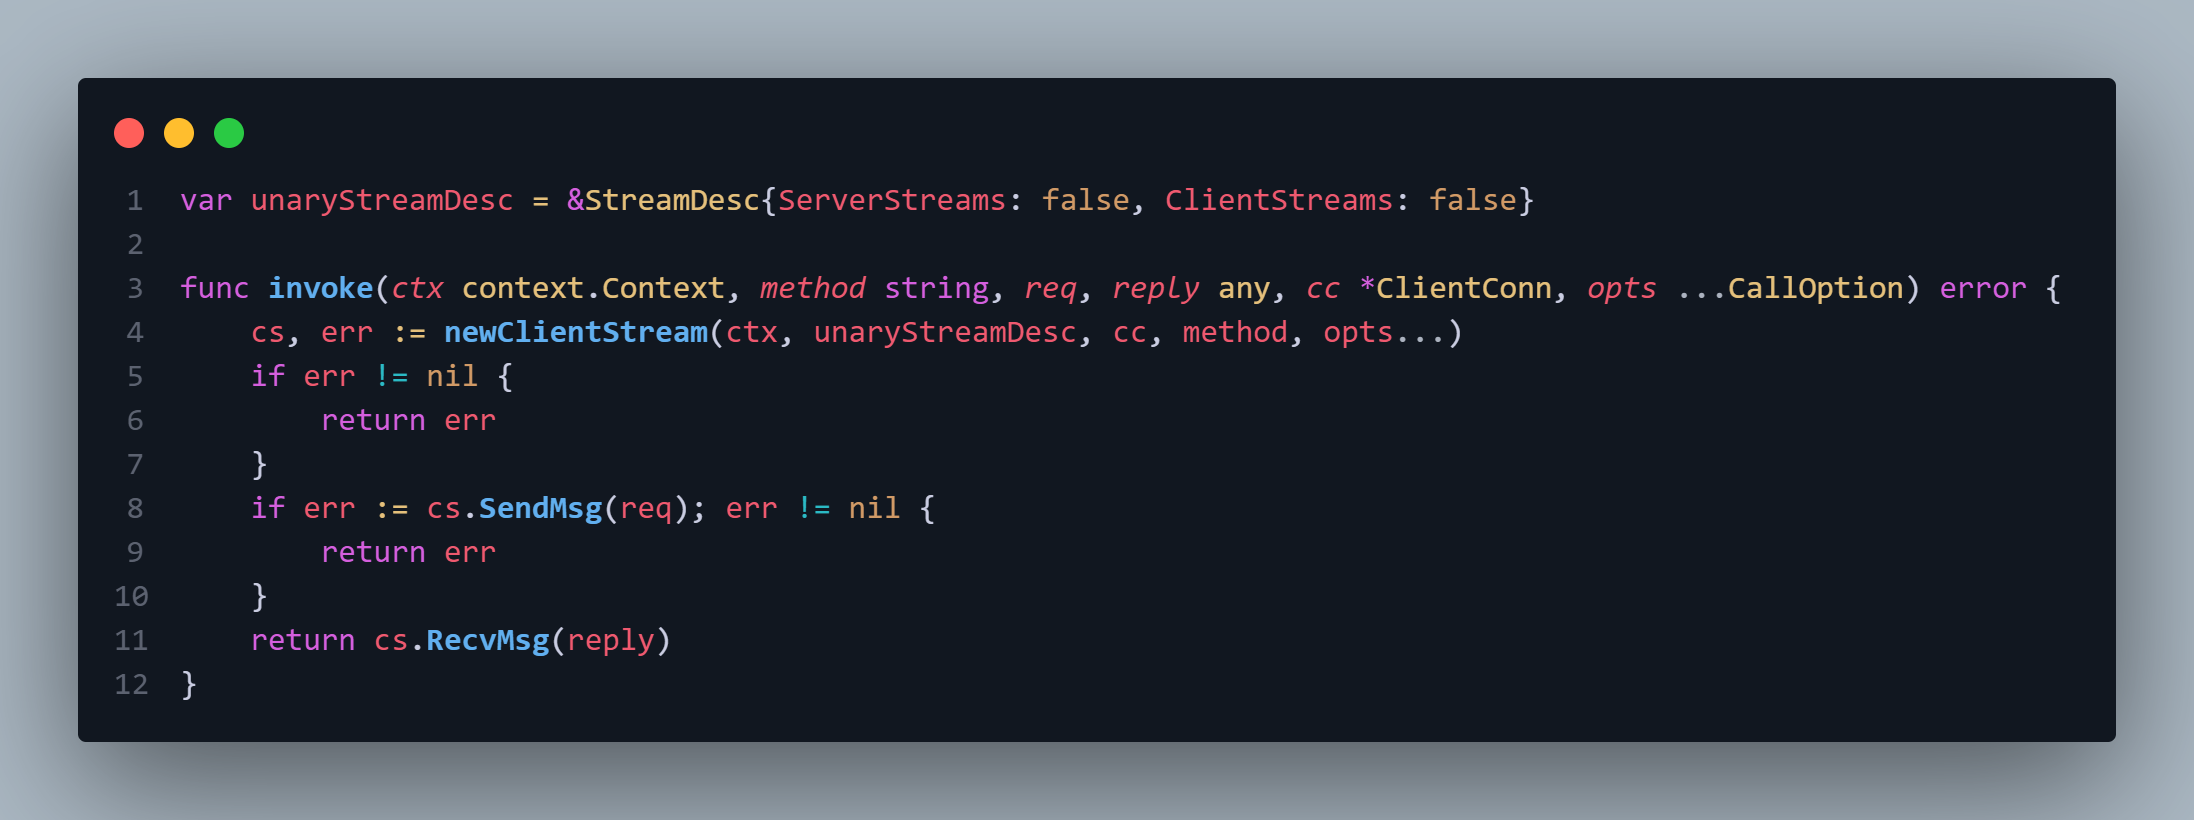 1 var unaryStreamDesc = &StreamDesc{ServerStreams: false, ClientStreams: false}
2
3 func invoke(ctx context.Context, method string, req, reply any, cc *ClientConn, opts ...CallOption) error {
4     cs, err := newClientStream(ctx, unaryStreamDesc, cc, method, opts...)
5     if err != nil {
6         return err
7     }
8     if err := cs.SendMsg(req); err != nil {
9         return err
10     }
11     return cs.RecvMsg(reply)
12 }